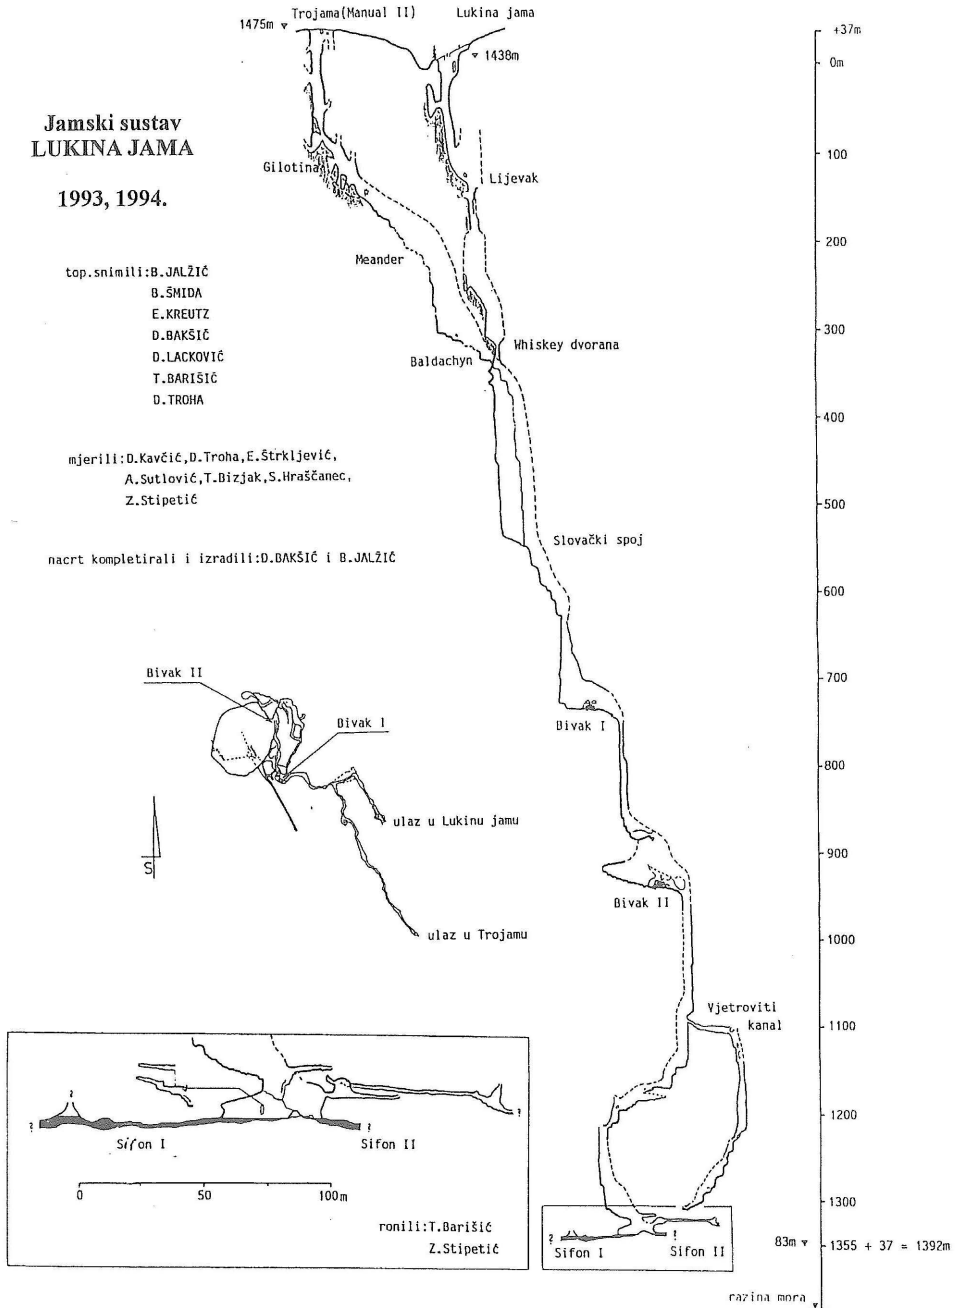 Trojama(Manual II)
Lukina jama
1475m
1438m
+37m
0m
Jamski sustav
LUKINA JAMA
1993, 1994.
100
Gilotina
Lijevak
200
Meander
top.snimili:B.JALŽIĆ
B.ŠMIDA
E.KREUTZ
D.BAKŠIĆ
D.LACKOVIĆ
T.BARIŠIĆ
D.TROHA
300
Whiskey dvorana
Baldachyn
400
mjerili:D.Kavčić,D.Troha,E.Štrkljević,
A.Sutlović,T.Bizjak,S.Hraščanec,
Z.Stipetić
500
Slovački spoj
nacrt kompletirali i izradili:D.BAKŠIĆ i B.JALŽIĆ
600
700
Bivak II
Bivak I
Bivak I
800
ulaz u Lukinu jamu
S
900
Bivak II
ulaz u Trojamu
1000
Vjetroviti
kanal
1100
?
?
?
?
Sifon I
Sifon II
1200
0
50
100m
1300
ronili:T.Barišić
Z.Stipetić
?
?
Sifon I
Sifon II
83m
1355 + 37 = 1392m
razina mora